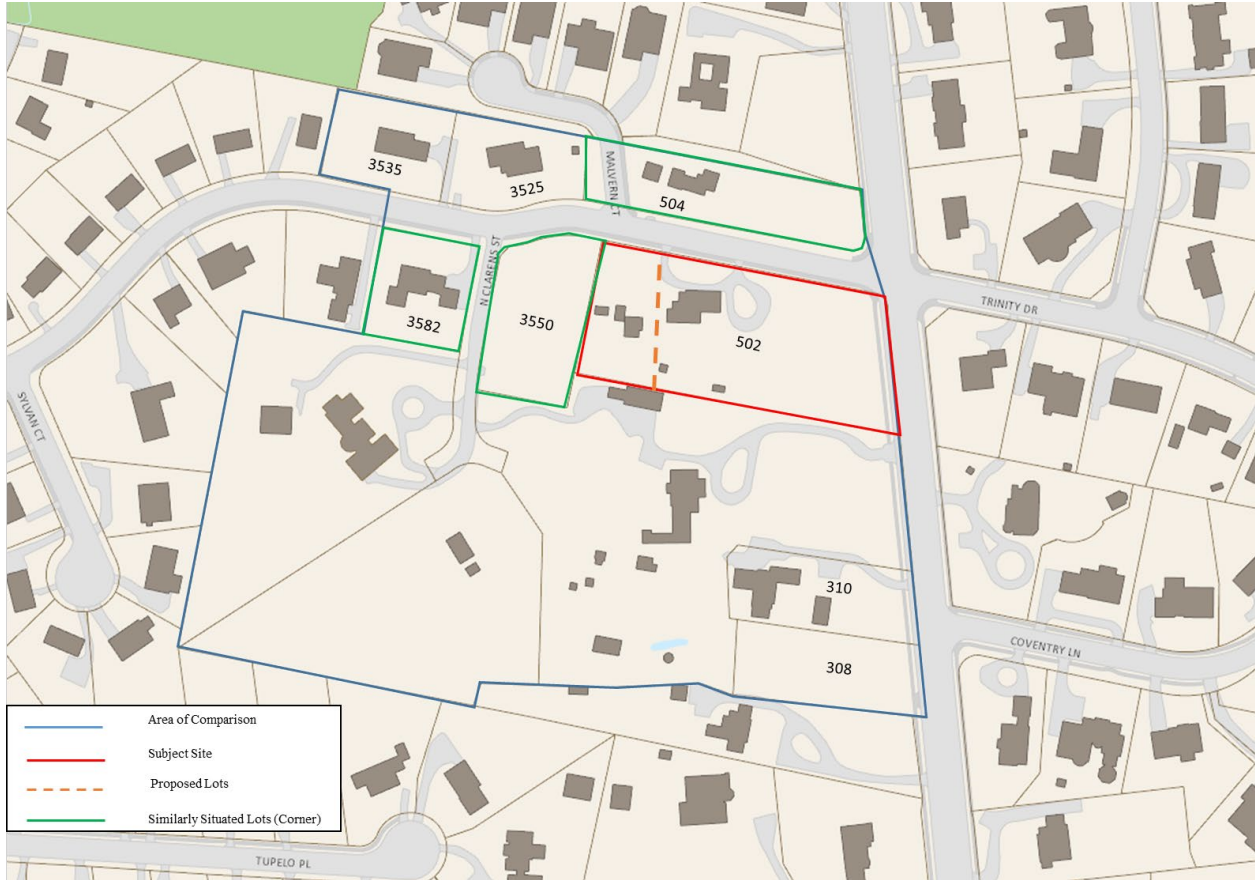 3535
3525
MALVERN CT
504
3582
N CLARENS ST
3550
502
TRINITY DR
SYLVAN CT
310
308
COVENTRY LN
Area of Comparison
Subject Site
Proposed Lots
Similarly Situated Lots (Corner)
TUPELO PL